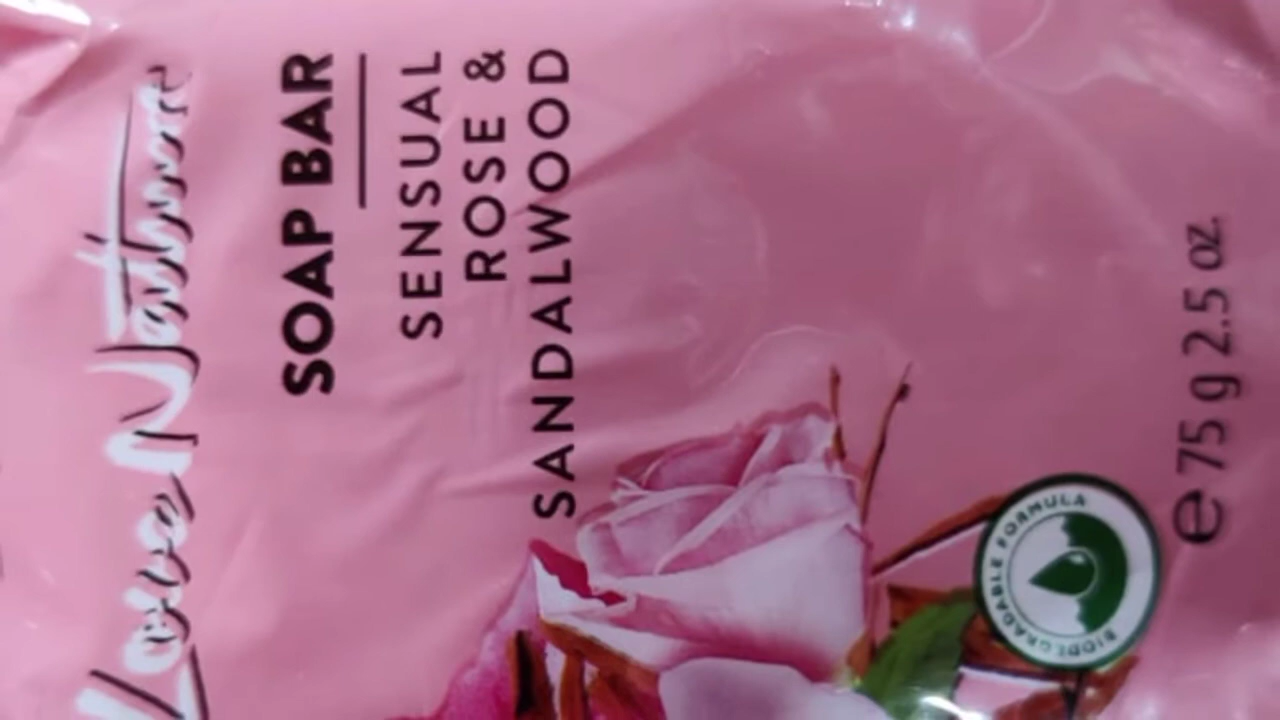 Love Nature
SOAP BAR
SENSUAL
ROSE &
SANDALWOOD
BIODEGRADABLE FORMULA
e 75 g 2.5 oz.